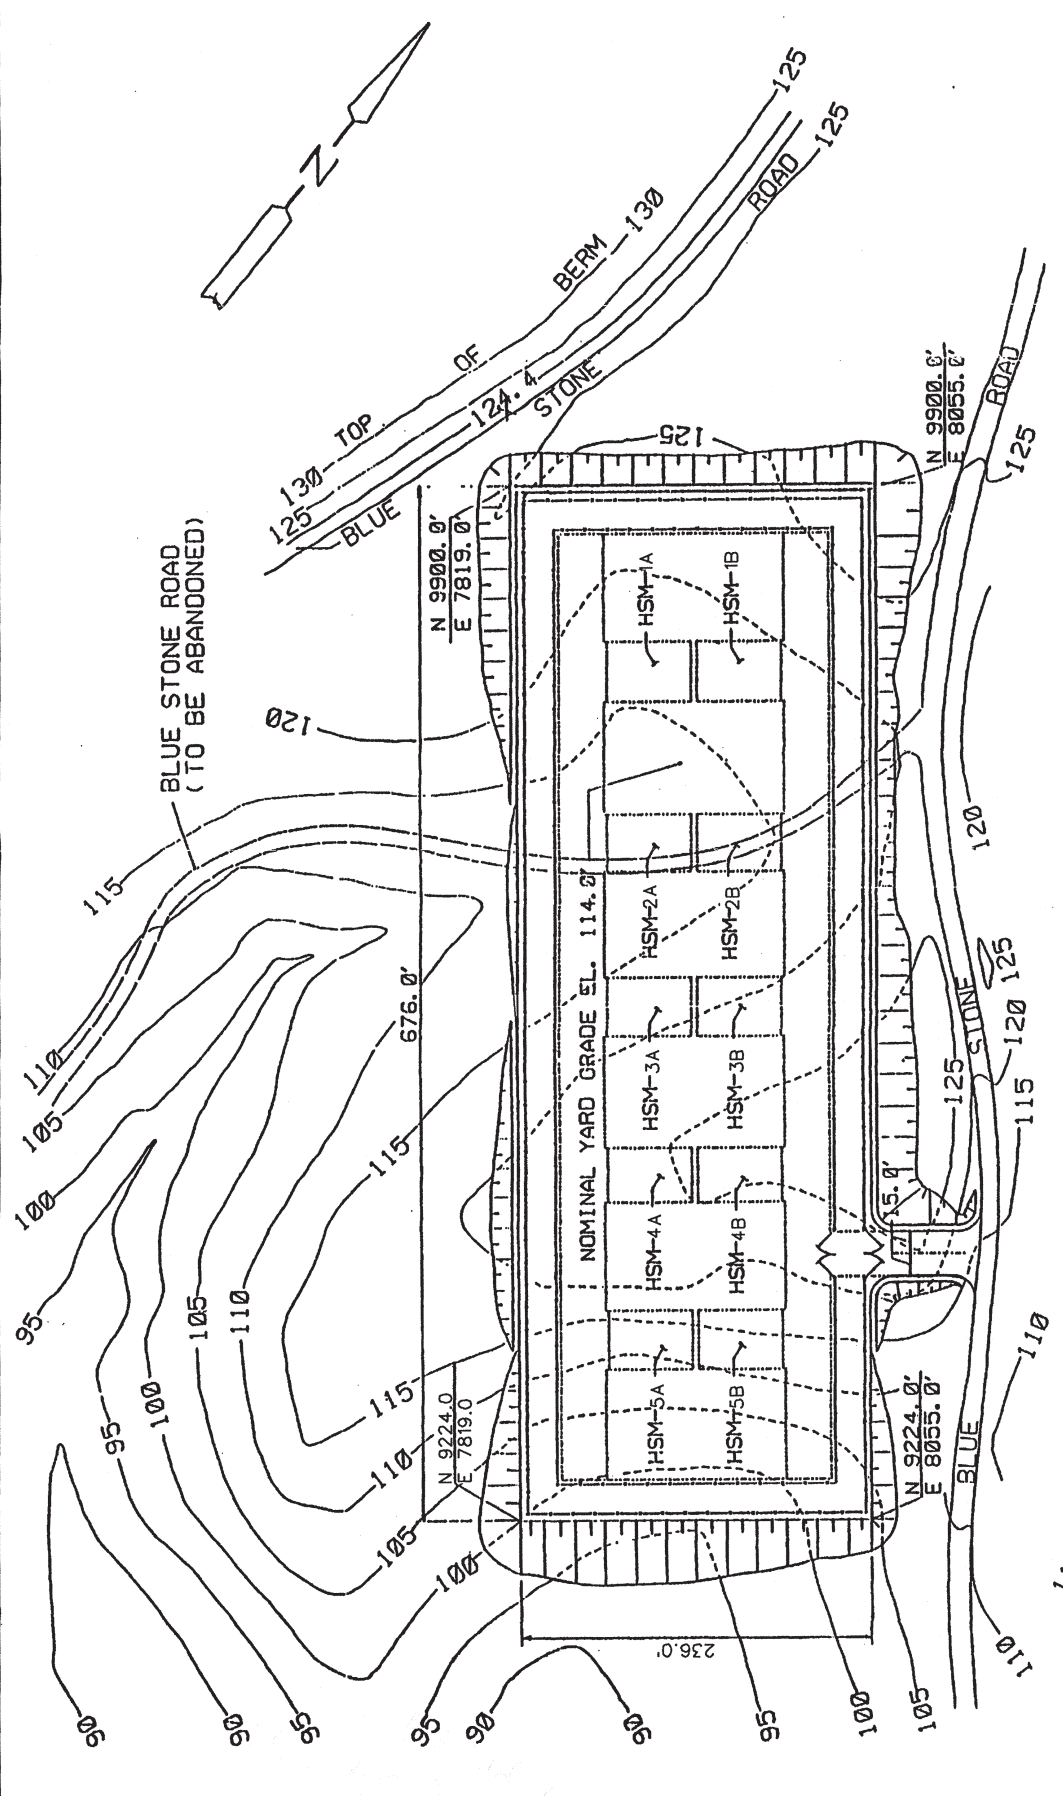 N
125
125
ROAD
130
BERM
OF
TOP
130
124.4
STONE
125
BLUE
BLUE STONE ROAD
(TO BE ABANDONED)
N 9900.0'
E 7819.0'
N 9900.0'
E 8055.0'
ROAD
125
125
120
115
110
105
100
95
676.0'
HSM-1A
HSM-1B
HSM-2A
HSM-2B
HSM-3A
HSM-3B
HSM-4A
HSM-4B
HSM-5A
HSM-5B
NOMINAL YARD GRADE EL. 114.0'
120
125
STONE
120
125
115
15.0'
115
105
110
100
95
115
110
105
100
N 9224.0
E 7819.0
N 9224.0'
E 8055.0'
BLUE
110
110
236.0'
90
90
95
95
90
90
95
100
105